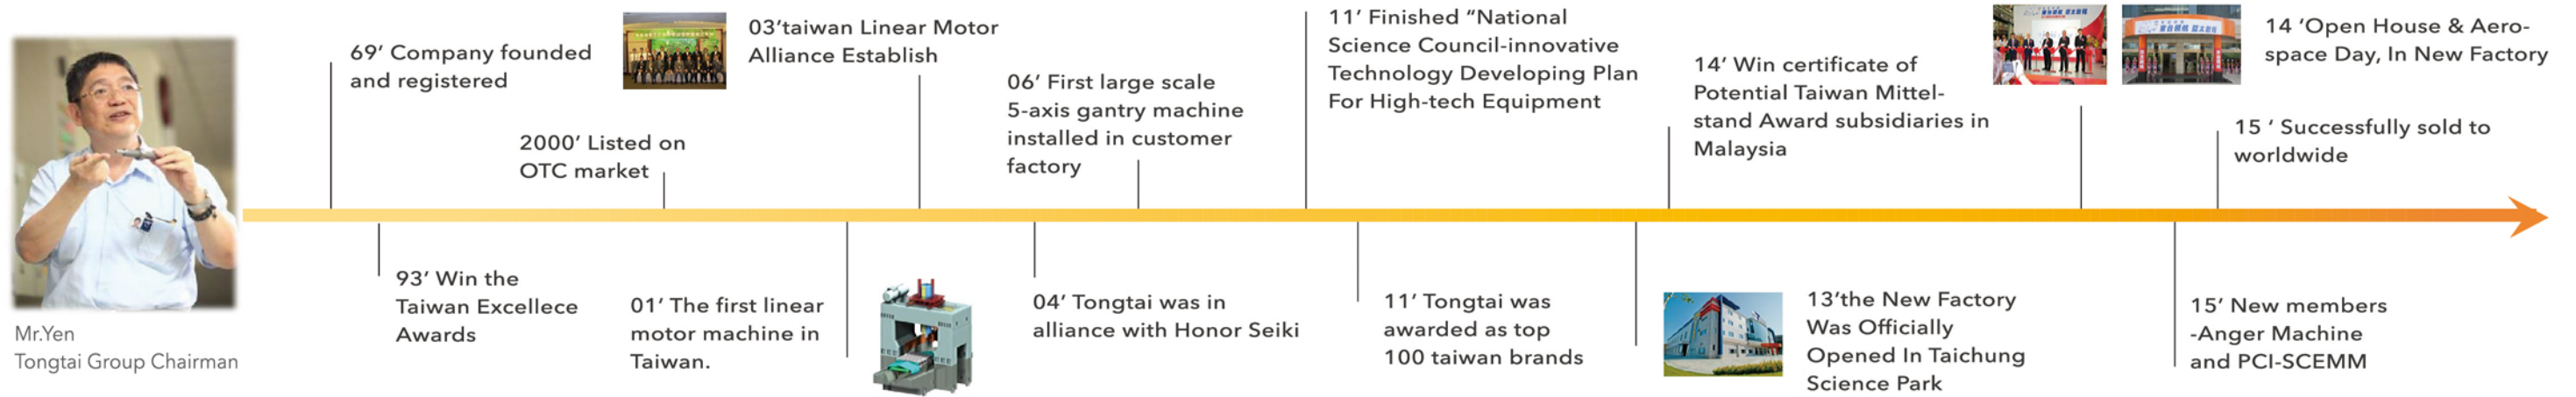 69’ Company founded
and registered
2000’ Listed on
OTC market
03’taiwan Linear Motor
Alliance Establish
06’ First large scale
5-axis gantry machine
installed in customer
factory
11’ Finished “National
Science Council-innovative
Technology Developing Plan
For High-tech Equipment
14’ Win certificate of
Potential Taiwan Mittel-
stand Award subsidiaries in
Malaysia
14 ‘Open House & Aero-
space Day, In New Factory
15 ‘ Successfully sold to
worldwide
Mr.Yen
Tongtai Group Chairman
93’ Win the
Taiwan Excellece
Awards
01’ The first linear
motor machine in
Taiwan.
04’ Tongtai was in
alliance with Honor Seiki
11’ Tongtai was
awarded as top
100 taiwan brands
13’the New Factory
Was Officially
Opened In Taichung
Science Park
15’ New members
-Anger Machine
and PCI-SCEMM